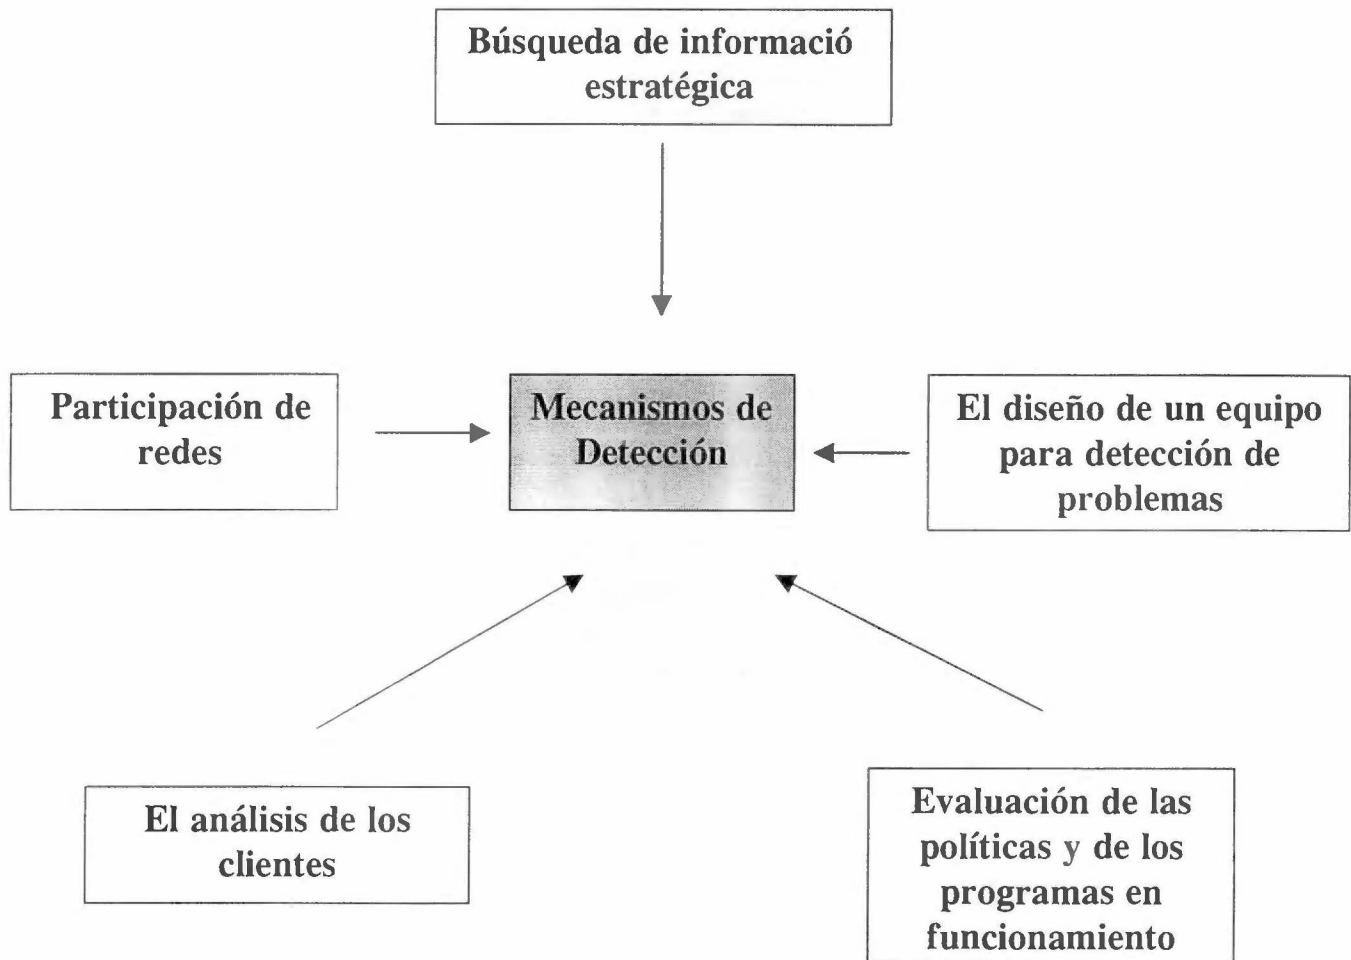 Búsqueda de informació
estratégica
Participación de
redes
Mecanismos de
Detección
El diseño de un equipo
para detección de
problemas
El análisis de los
clientes
Evaluación de las
políticas y de los
programas en
funcionamiento